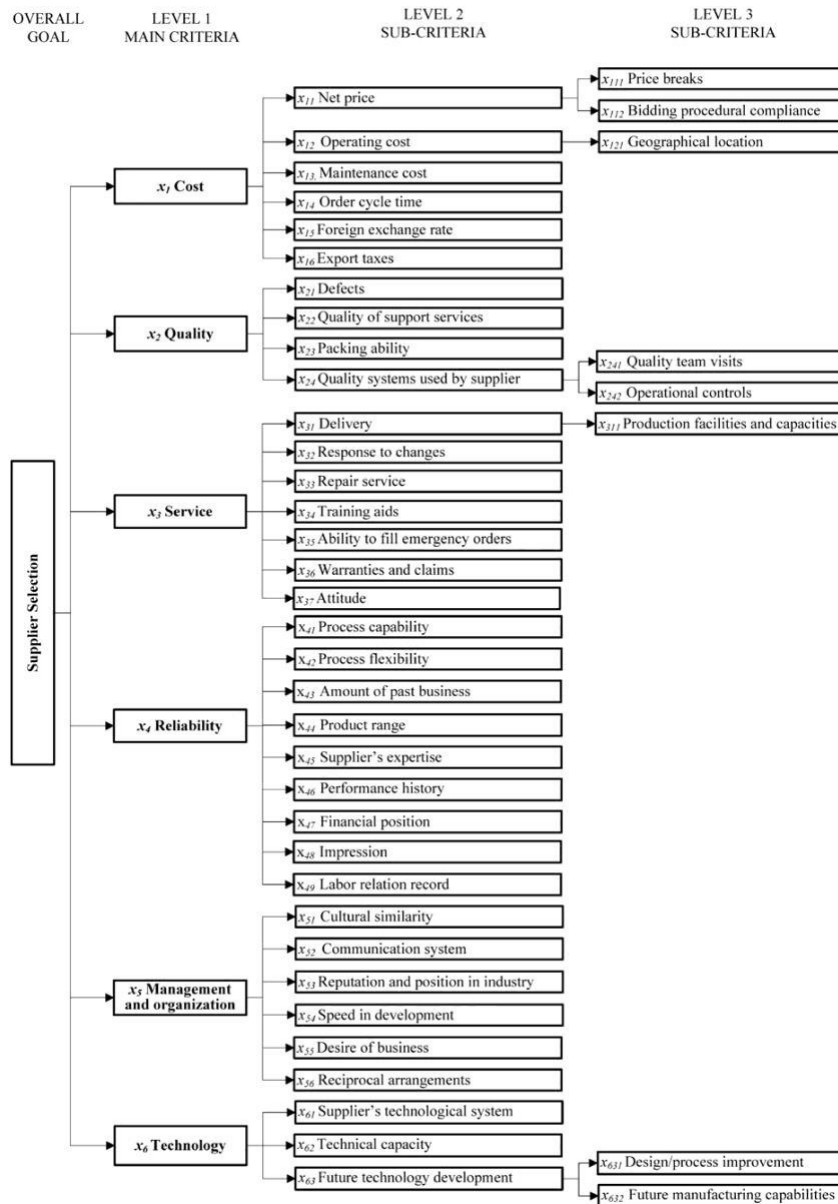 OVERALL GOAL
LEVEL 1
MAIN CRITERIA
LEVEL 2
SUB-CRITERIA
LEVEL 3
SUB-CRITERIA
Supplier Selection
x1 Cost
x11 Net price
x111 Price breaks
x112 Bidding procedural compliance
x12 Operating cost
x121 Geographical location
x13, Maintenance cost
x14 Order cycle time
x15 Foreign exchange rate
x16 Export taxes
x2 Quality
x21 Defects
x22 Quality of support services
x23 Packing ability
x24 Quality systems used by supplier
x241 Quality team visits
x242 Operational controls
x3 Service
x31 Delivery
x311 Production facilities and capacities
x32 Response to changes
x33 Repair service
x34 Training aids
x35 Ability to fill emergency orders
x36 Warranties and claims
x37 Attitude
x4 Reliability
x41 Process capability
x42 Process flexibility
x43 Amount of past business
x44 Product range
x45 Supplier's expertise
x46 Performance history
x47 Financial position
x48 Impression
x49 Labor relation record
x5 Management
and organization
x51 Cultural similarity
x52 Communication system
x53 Reputation and position in industry
x54 Speed in development
x55 Desire of business
x56 Reciprocal arrangements
x6 Technology
x61 Supplier's technological system
x62 Technical capacity
x63 Future technology development
x631 Design/process improvement
x632 Future manufacturing capabilities